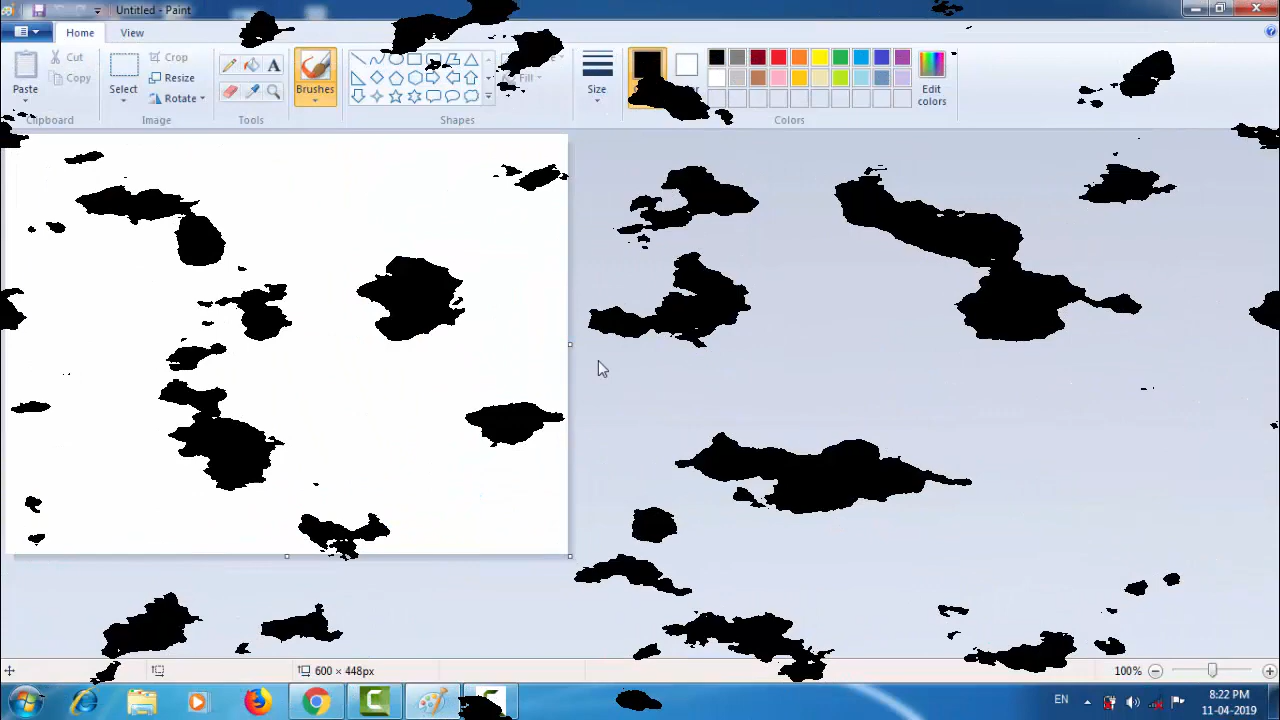 Untitled - Paint
Home View
Paste
Cut
Copy
Clipboard
Select
Crop
Resize
Rotate
Image
Tools
Brushes
Shapes
Fill
Size
Edit colors
Colors
600 × 448px
100%
EN
8:22 PM
11-04-2019